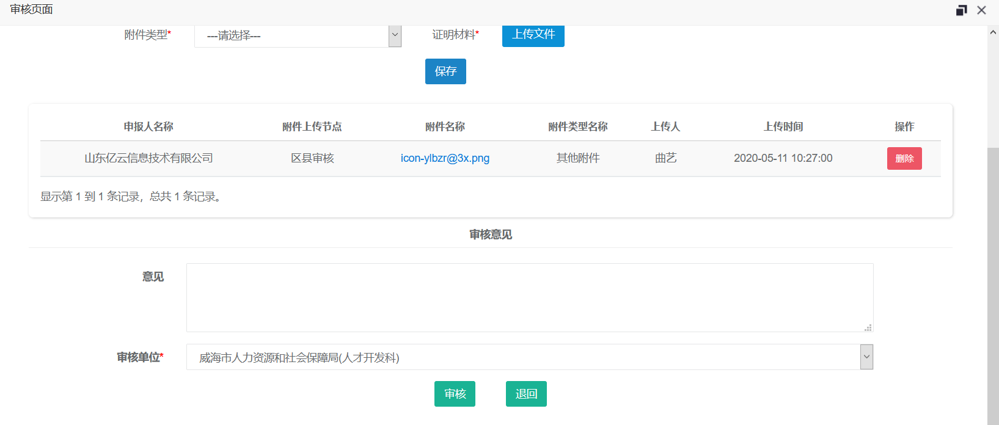 审核页面
附件类型* ---请选择--- 证明材料* 上传文件
保存
申报人名称 附件上传节点 附件名称 附件类型名称 上传人 上传时间 操作
山东亿云信息技术有限公司 区县审核 icon-ylbzr@3x.png 其他附件 曲艺 2020-05-11 10:27:00 删除
显示第 1 到 1 条记录，总共 1 条记录。
审核意见
意见
审核单位* 威海市人力资源和社会保障局(人才开发科)
审核 退回